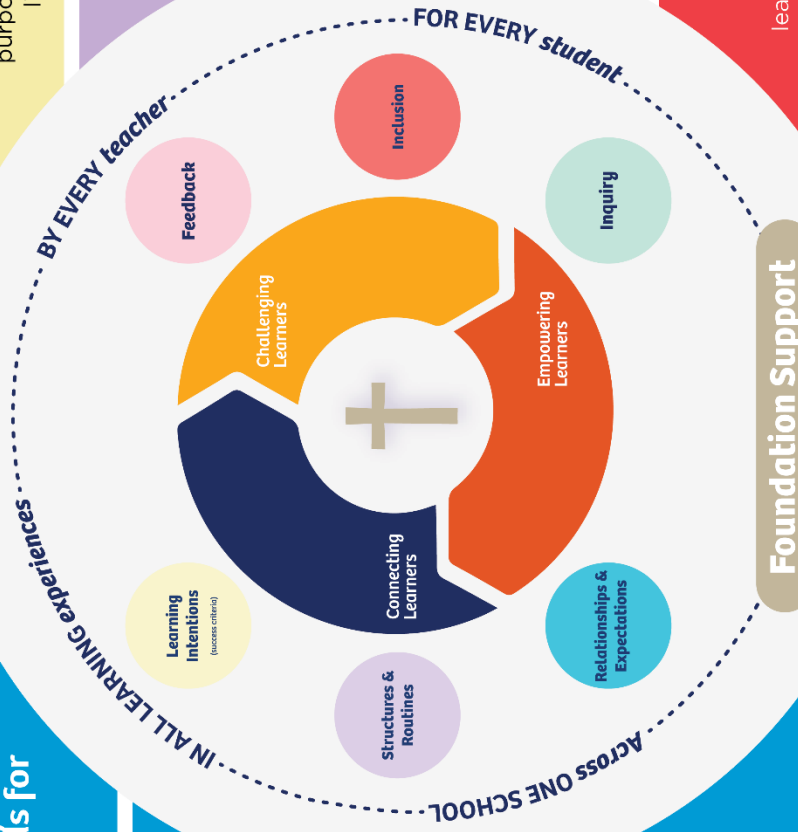 IN ALL LEARNING experiences
BY EVERY teacher
FOR EVERY student
Across ONE SCHOOL
Learning
Intentions
(success criteria)
Feedback
Structures &
Routines
Inclusion
Relationships &
Expectations
Inquiry
Connecting
Learners
Challenging
Learners
Empowering
Learners
Foundation Support
for